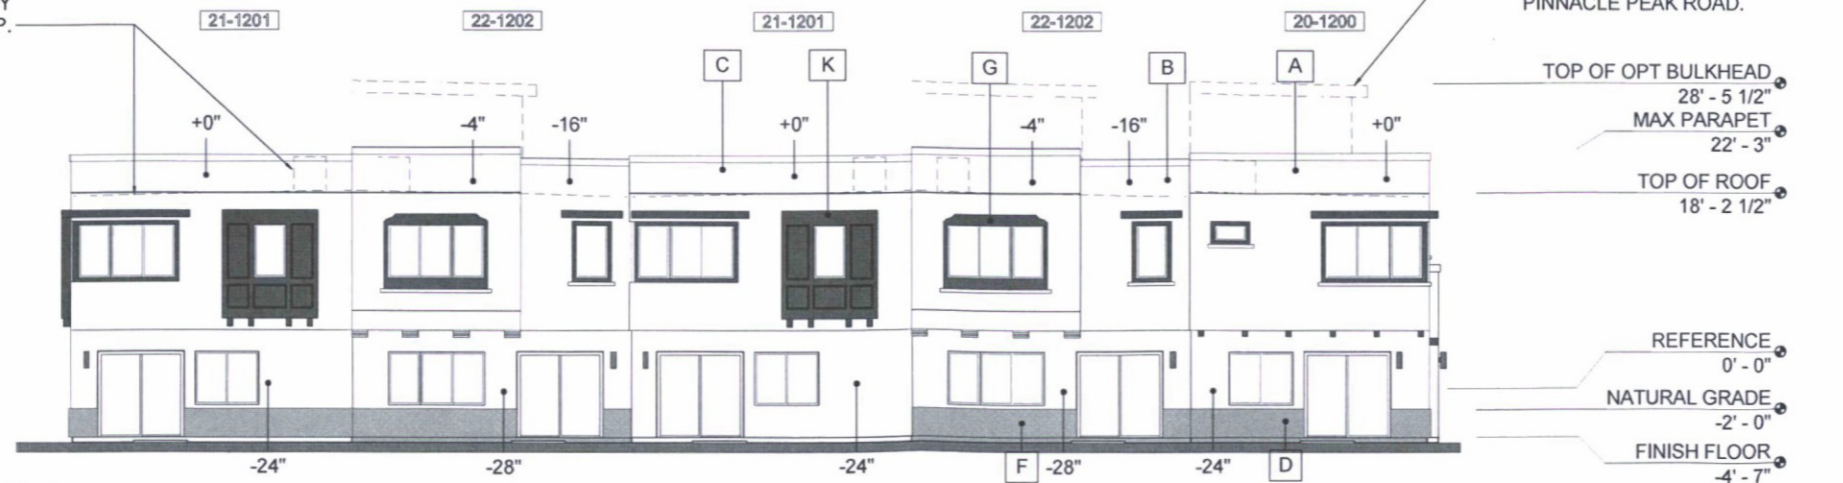 Y
P.
PINNACLE PEAK ROAD.
21-1201
22-1202
21-1201
22-1202
20-1200
C
K
G
B
A
TOP OF OPT BULKHEAD
28' - 5 1/2"
+0"
-4"
-16"
+0"
-4"
-16"
+0"
MAX PARAPET
22' - 3"
TOP OF ROOF
18' - 2 1/2"
REFERENCE
0' - 0"
NATURAL GRADE
-2' - 0"
FINISH FLOOR
-4' - 7"
-24"
-28"
-24"
F
-28"
-24"
D